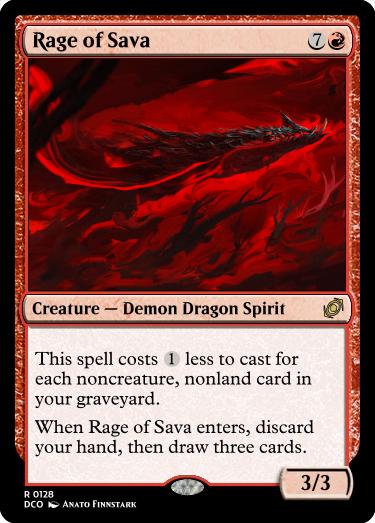 Rage of Sava 7
Creature — Demon Dragon Spirit
This spell costs 1 less to cast for
each noncreature, nonland card in
your graveyard.
When Rage of Sava enters, discard
your hand, then draw three cards.
3/3
R 0128
DCO Anato Finnstark